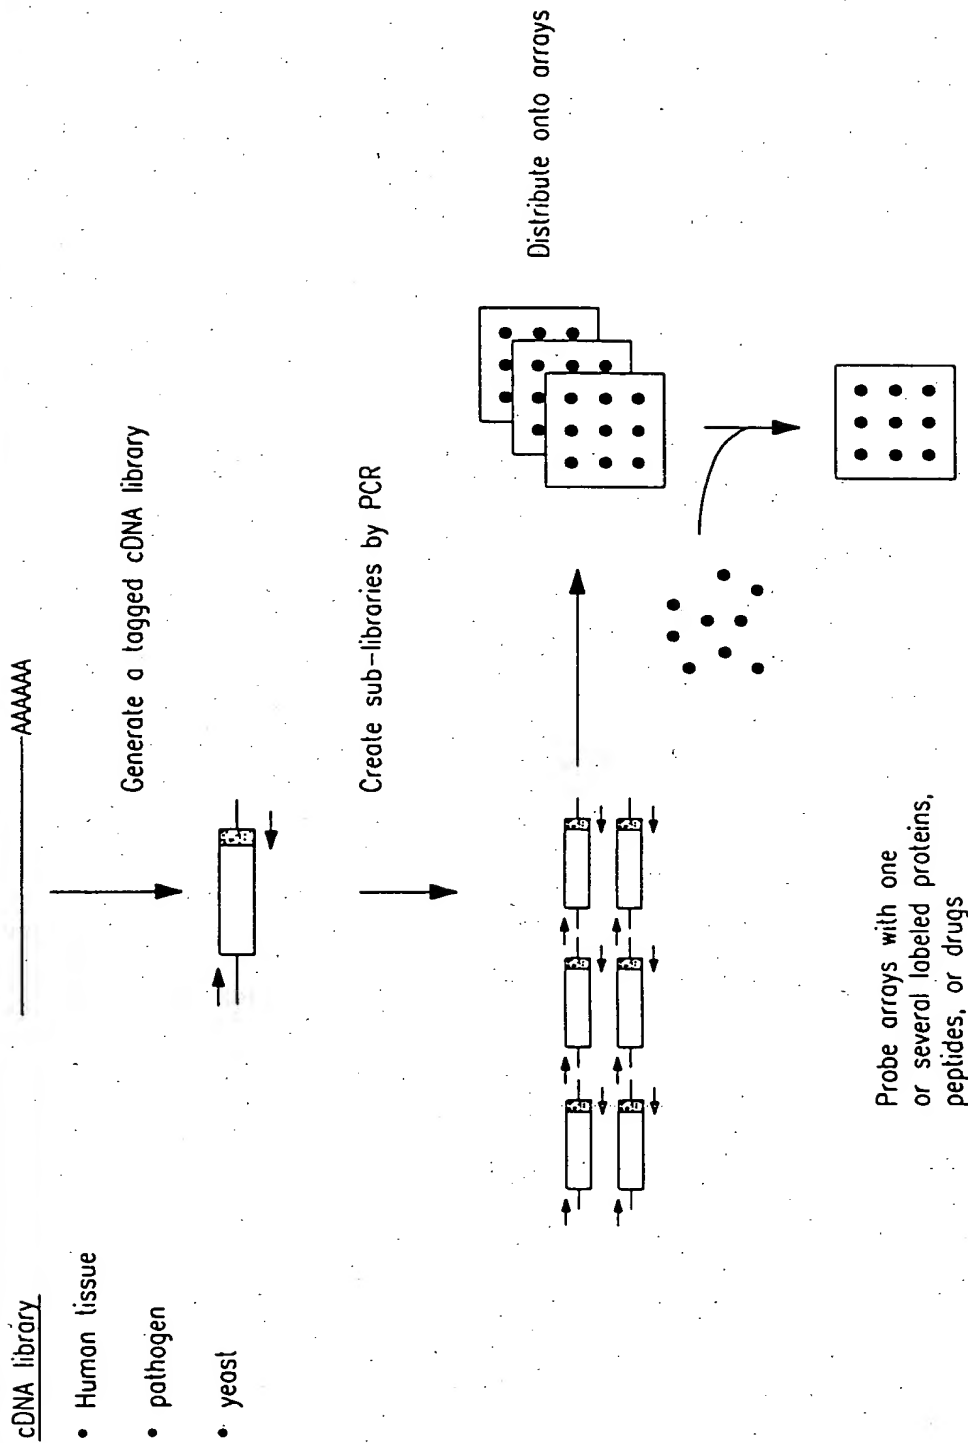 cDNA library
• Human tissue
• pathogen
• yeast
AAAAAA
Generate a tagged cDNA library
Create sub-libraries by PCR
Distribute onto arrays
Probe arrays with one
or several labeled proteins,
peptides, or drugs